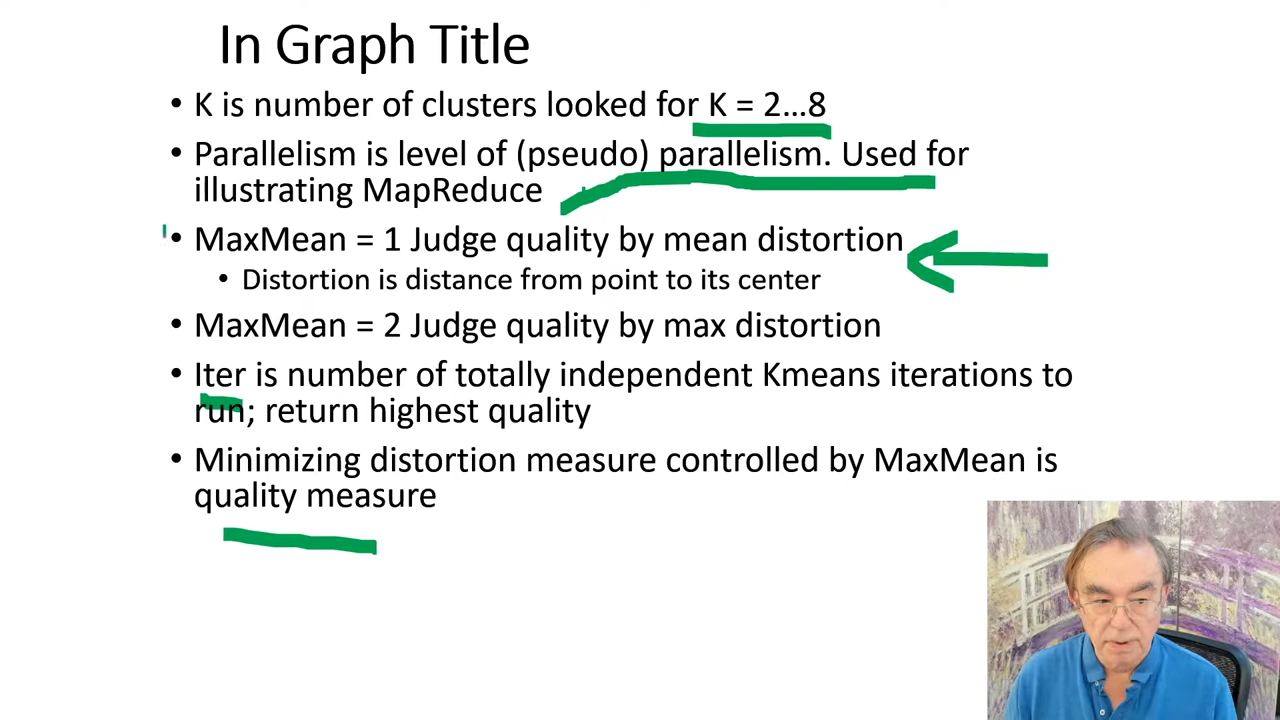 In Graph Title
• K is number of clusters looked for K = 2…8
• Parallelism is level of (pseudo) parallelism. Used for
illustrating MapReduce
• MaxMean = 1 Judge quality by mean distortion
• Distortion is distance from point to its center
• MaxMean = 2 Judge quality by max distortion
• Iter is number of totally independent Kmeans iterations to
run; return highest quality
• Minimizing distortion measure controlled by MaxMean is
quality measure